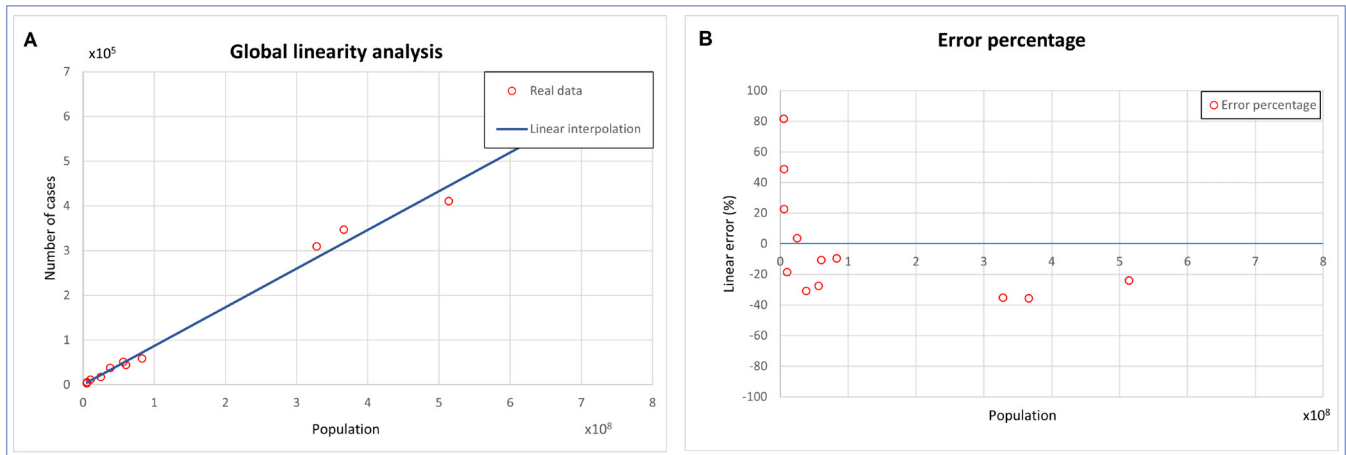 A
x10⁵
Global linearity analysis
7
6
5
4
3
2
1
0
Number of cases
Real data
Linear interpolation
0 1 2 3 4 5 6 7 8
Population
x10⁸
B
Error percentage
100
80
60
40
20
0
-20
-40
-60
-80
-100
Linear error (%)
Error percentage
0 1 2 3 4 5 6 7 8
Population
x10⁸